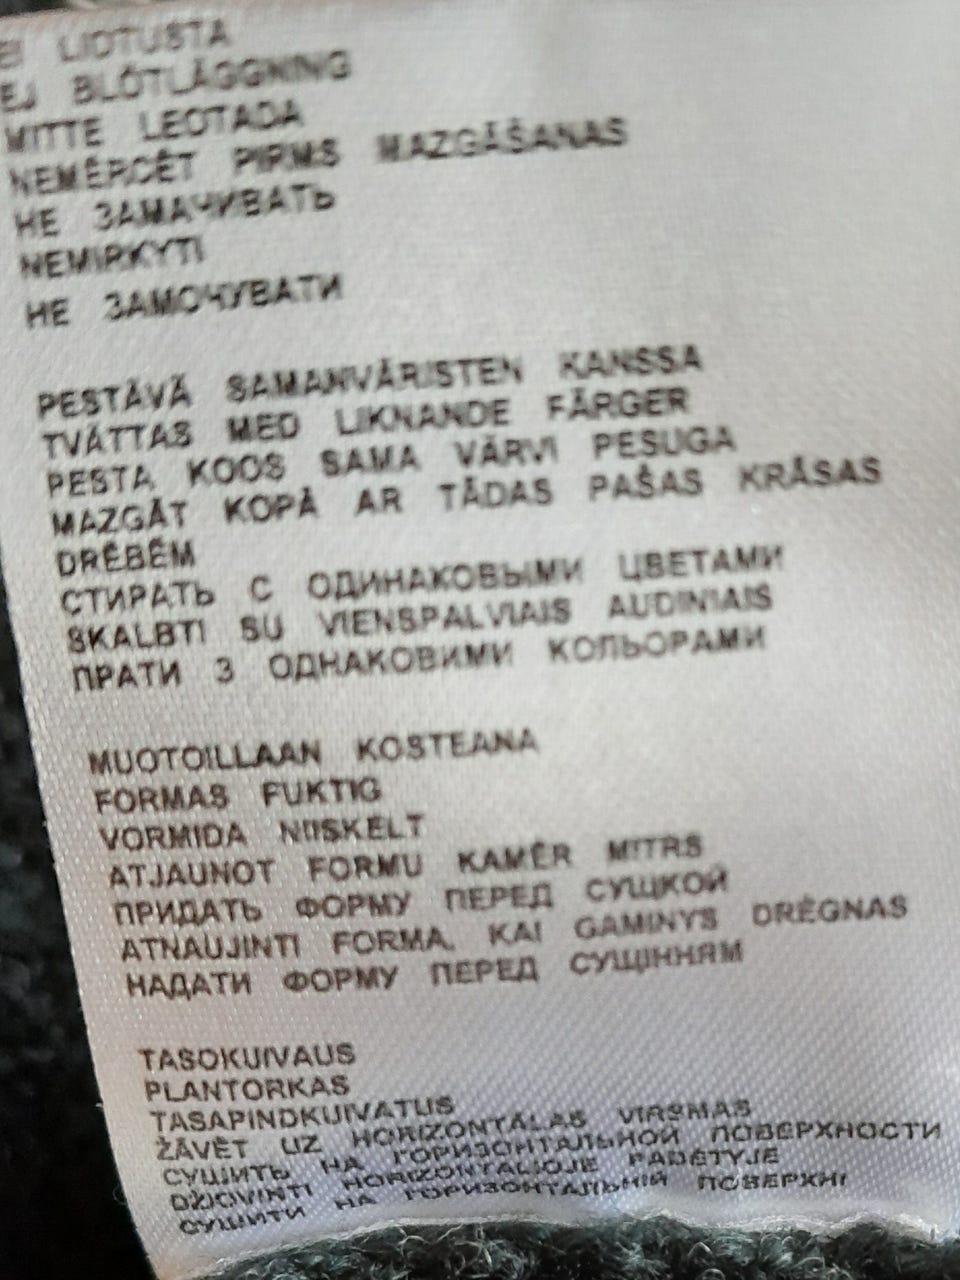 EI LIOTUSTA
EJ BLÖTLÄGGNING
MITTE LEOTADA
NEMĒRCĒT PIRMS MAZGĀŠANAS
НЕ ЗАМАЧИВАТЬ
NEMIRKYTI
НЕ ЗАМОЧУВАТИ
PESTÄVÄ SAMANVÄRISTEN KANSSA
TVÄTTAS MED LIKNANDE FÄRGER
PESTA KOOS SAMA VÄRVI PESUGA
MAZGĀT KOPĀ AR TĀDAS PAŠAS KRĀSAS
DRĒBĒM
СТИРАТЬ С ОДИНАКОВЫМИ ЦВЕТАМИ
SKALBTI SU VIENSPALVIAIS AUDINIAIS
ПРАТИ З ОДНАКОВИМИ КОЛЬОРАМИ
MUOTOILLAAN KOSTEANA
FORMAS FUKTIG
VORMIDA NIISKELT
ATJAUNOT FORMU KAMĒR MITRS
ПРИДАТЬ ФОРМУ ПЕРЕД СУШКОЙ
ATNAUJINTI FORMA, KAI GAMINYS DRĖGNAS
НАДАТИ ФОРМУ ПЕРЕД СУЩІННЯМ
TASOKUIVAUS
PLANTORKAS
TASAPINDKUIVATUS
ŽĀVĒT UZ HORIZONTĀLAS VIRSMAS
СУШИТЬ НА ГОРИЗОНТАЛЬНОЙ ПОВЕРХНОСТИ
DŽIOVINTI HORIZONTALIOJE PADĖTYJE
СУШИТИ НА ГОРИЗОНТАЛЬНІЙ ПОВЕРХНІ